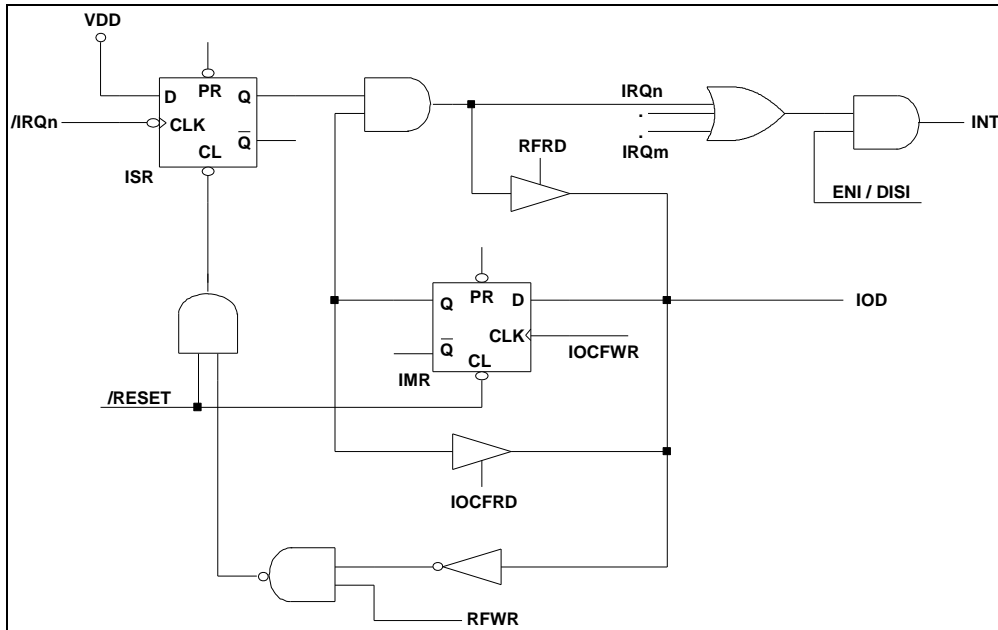 VDD
PR
D
Q
/IRQn
CLK
Q
CL
ISR
IRQn
.
.
IRQm
INT
ENI / DISI
RFRD
PR
Q
D
IOD
CLK
Q
CL
IOCFWR
IMR
/RESET
IOCFRD
RFWR